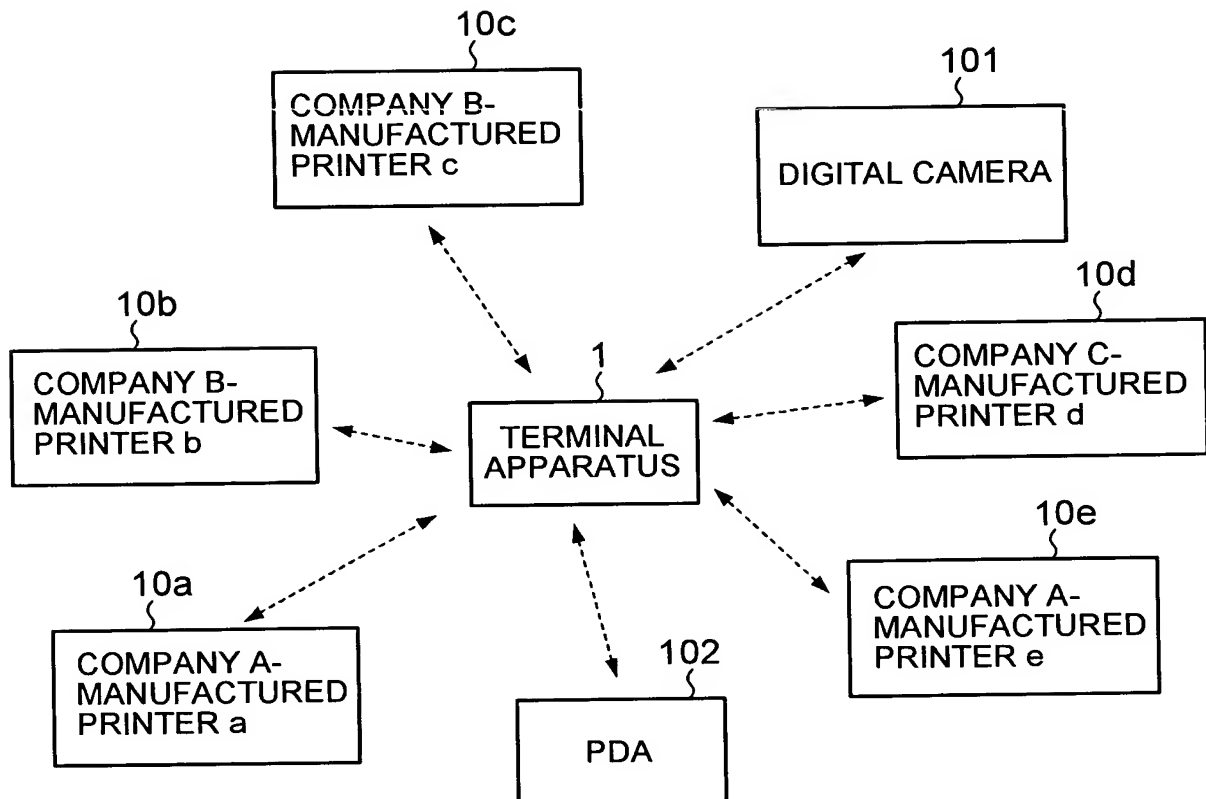 10c
COMPANY B-
MANUFACTURED
PRINTER c
101
DIGITAL CAMERA
10b
COMPANY B-
MANUFACTURED
PRINTER b
1
TERMINAL
APPARATUS
10d
COMPANY C-
MANUFACTURED
PRINTER d
10a
COMPANY A-
MANUFACTURED
PRINTER a
102
PDA
10e
COMPANY A-
MANUFACTURED
PRINTER e